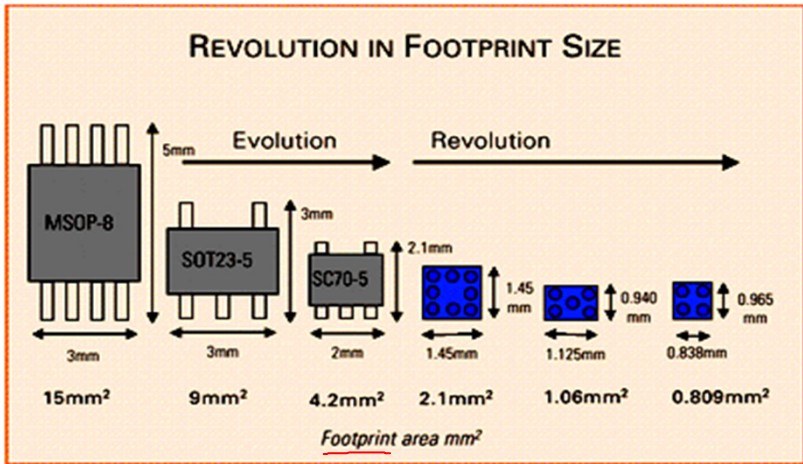 REVOLUTION IN FOOTPRINT SIZE
Evolution
Revolution
MSOP-8
5mm
SOT23-5
3mm
SC70-5
2.1mm
1.45
mm
0.940
mm
0.965
mm
3mm
3mm
2mm
1.45mm
1.125mm
0.838mm
15mm²
9mm²
4.2mm²
2.1mm²
1.06mm²
0.809mm²
Footprint area mm²